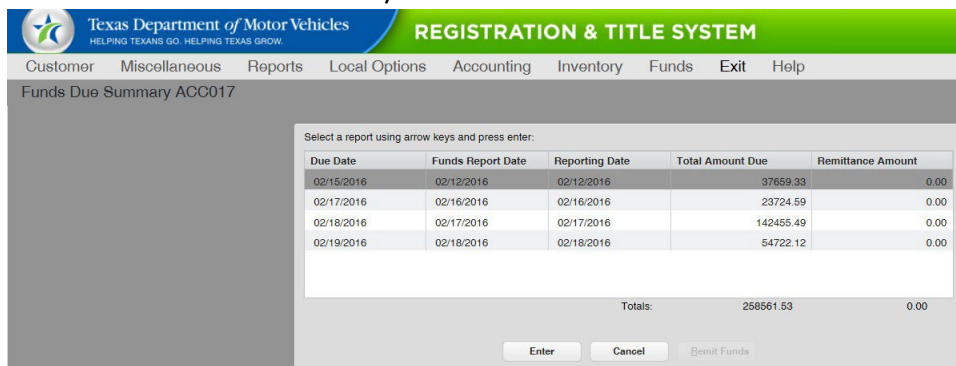 Texas Department of Motor Vehicles
HELPING TEXANS GO. HELPING TEXAS GROW.
REGISTRATION & TITLE SYSTEM
Customer Miscellaneous Reports Local Options Accounting Inventory Funds Exit Help
Funds Due Summary ACC017
Select a report using arrow keys and press enter:
Due Date Funds Report Date Reporting Date Total Amount Due Remittance Amount
02/15/2016 02/12/2016 02/12/2016 37659.33 0.00
02/17/2016 02/16/2016 02/16/2016 23724.59 0.00
02/18/2016 02/17/2016 02/17/2016 142455.49 0.00
02/19/2016 02/18/2016 02/18/2016 54722.12 0.00
Totals: 258561.53 0.00
Enter Cancel Remit Funds